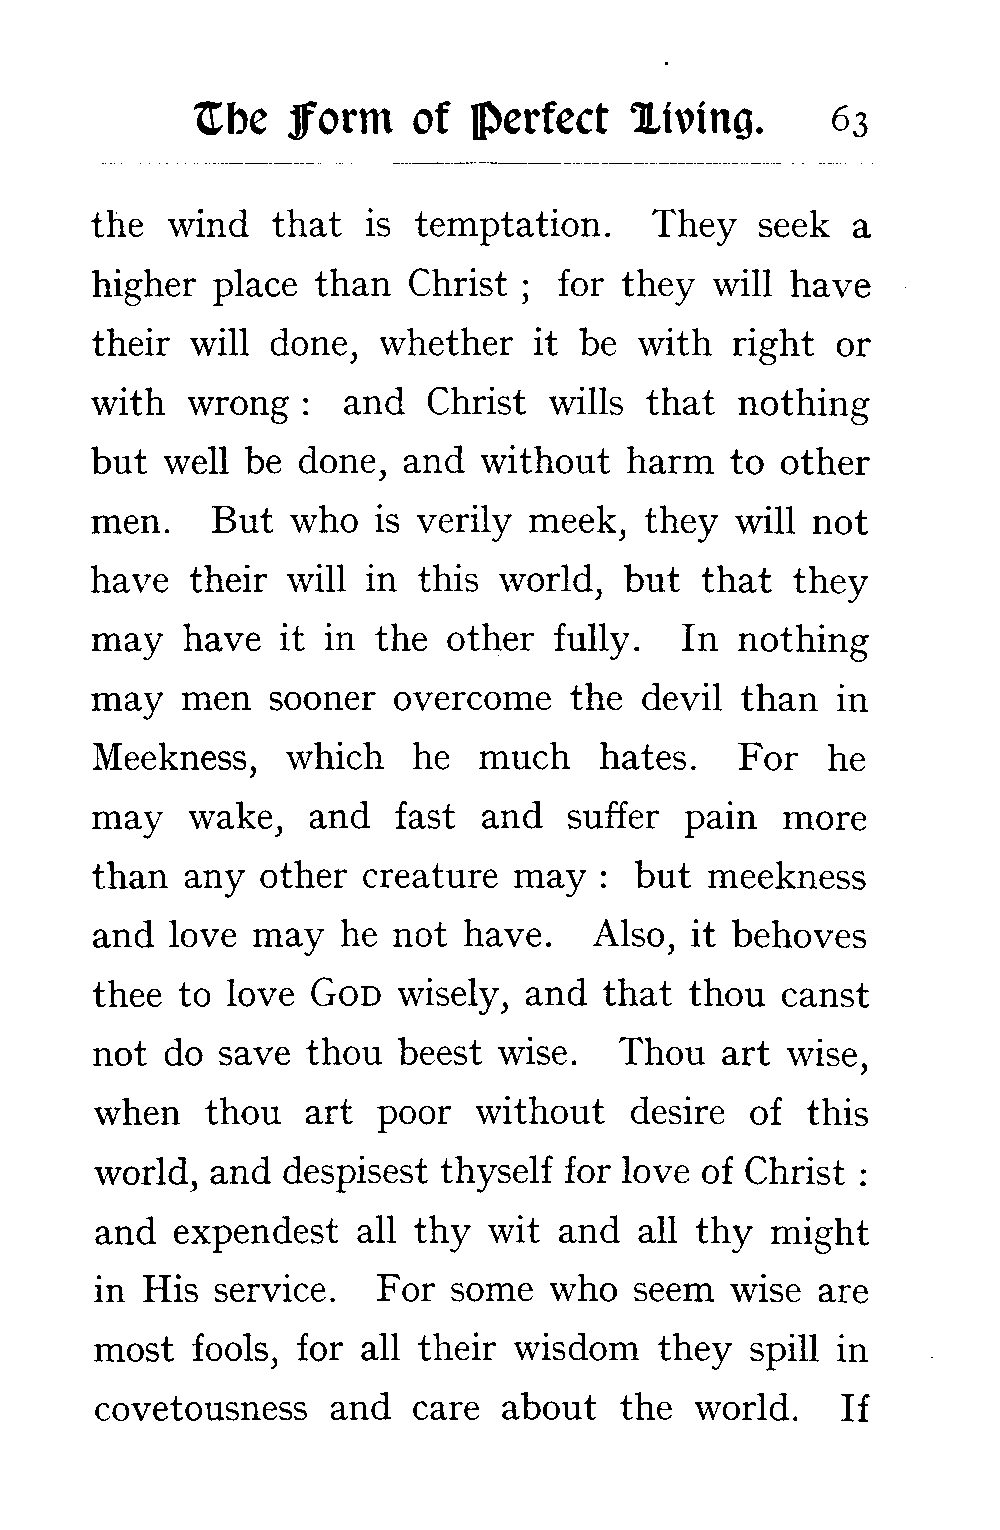 The Form of Perfect Living. 63
the wind that is temptation. They seek a
higher place than Christ ; for they will have
their will done, whether it be with right or
with wrong : and Christ wills that nothing
but well be done, and without harm to other
men. But who is verily meek, they will not
have their will in this world, but that they
may have it in the other fully. In nothing
may men sooner overcome the devil than in
Meekness, which he much hates. For he
may wake, and fast and suffer pain more
than any other creature may : but meekness
and love may he not have. Also, it behoves
thee to love GOD wisely, and that thou canst
not do save thou beest wise. Thou art wise,
when thou art poor without desire of this
world, and despisest thyself for love of Christ :
and expendest all thy wit and all thy might
in His service. For some who seem wise are
most fools, for all their wisdom they spill in
covetousness and care about the world. If